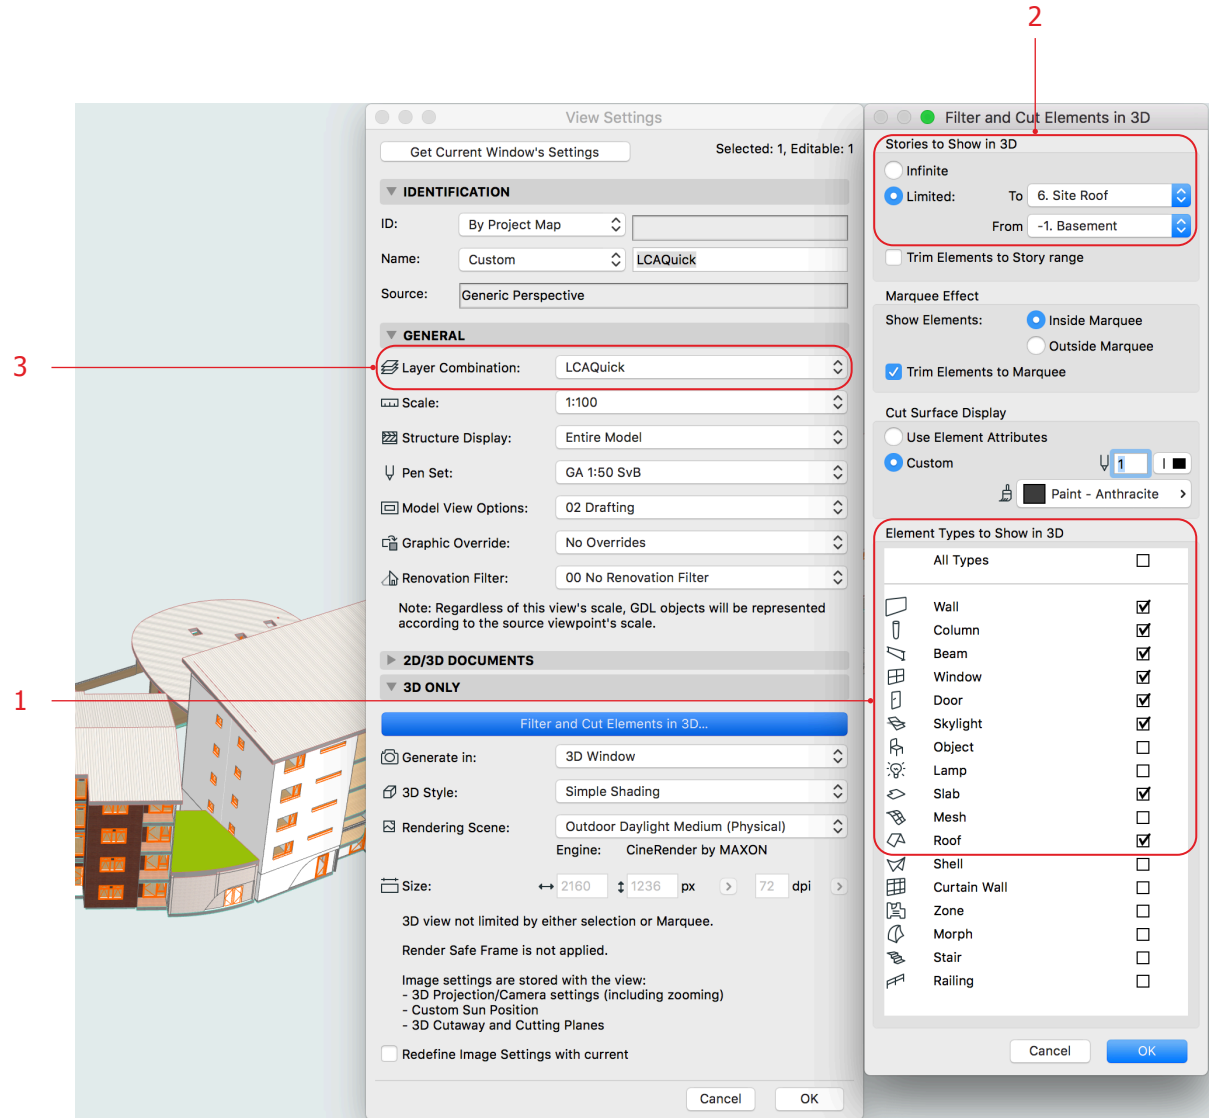 2
View Settings
Get Current Window's Settings
Selected: 1, Editable: 1
IDENTIFICATION
ID:
By Project Map
Name:
Custom
LCAQuick
Source:
Generic Perspective
GENERAL
3
Layer Combination:
LCAQuick
Scale:
1:100
Structure Display:
Entire Model
Pen Set:
GA 1:50 SvB
Model View Options:
02 Drafting
Graphic Override:
No Overrides
Renovation Filter:
00 No Renovation Filter
Note: Regardless of this view's scale, GDL objects will be represented
according to the source viewpoint's scale.
2D/3D DOCUMENTS
3D ONLY
1
Filter and Cut Elements in 3D...
Generate in:
3D Window
3D Style:
Simple Shading
Rendering Scene:
Outdoor Daylight Medium (Physical)
Engine: CineRender by MAXON
Size:
2160
1236
px
72
dpi
3D view not limited by either selection or Marquee.
Render Safe Frame is not applied.
Image settings are stored with the view:
- 3D Projection/Camera settings (including zooming)
- Custom Sun Position
- 3D Cutaway and Cutting Planes
Redefine Image Settings with current
Cancel
OK
Filter and Cut Elements in 3D
Stories to Show in 3D
Infinite
Limited:
To
6. Site Roof
From
-1. Basement
Trim Elements to Story range
Marquee Effect
Show Elements:
Inside Marquee
Outside Marquee
Trim Elements to Marquee
Cut Surface Display
Use Element Attributes
Custom
1
Paint - Anthracite
Element Types to Show in 3D
All Types
Wall
Column
Beam
Window
Door
Skylight
Object
Lamp
Slab
Mesh
Roof
Shell
Curtain Wall
Zone
Morph
Stair
Railing
Cancel
OK